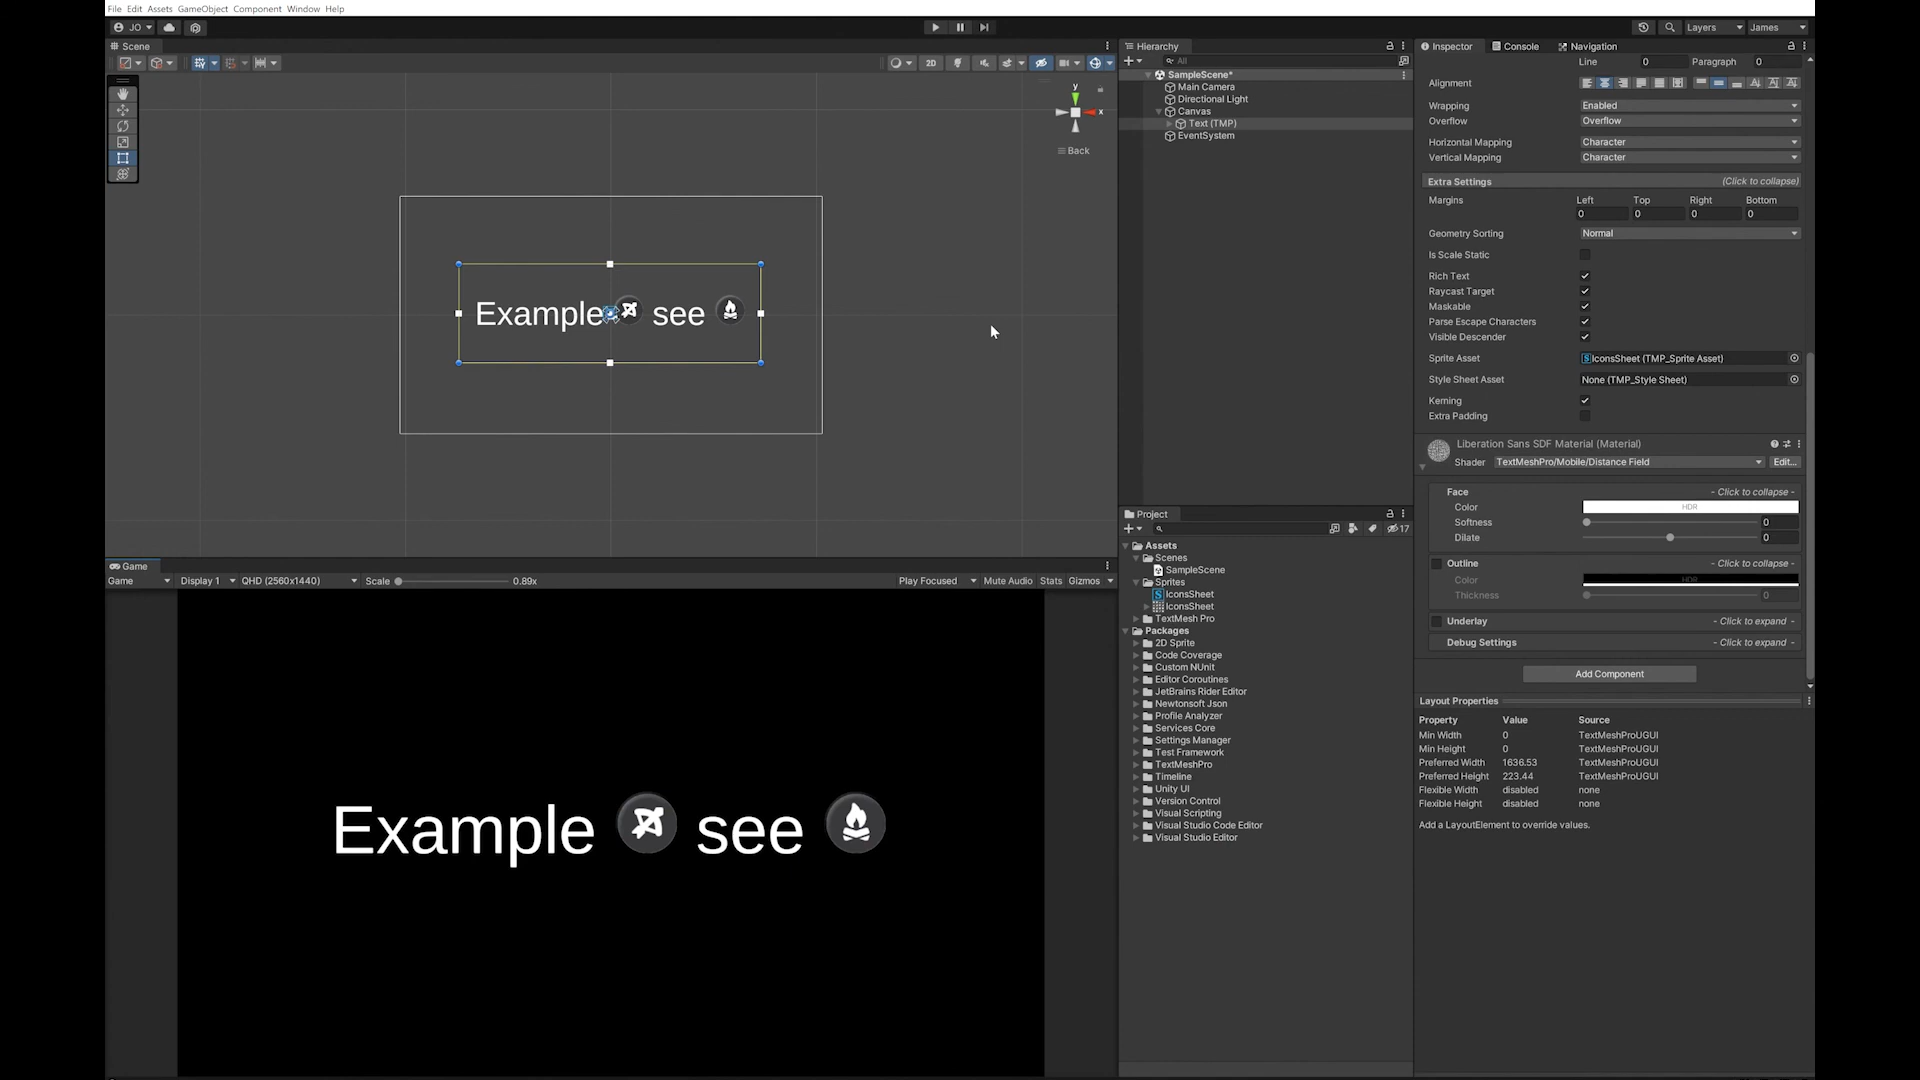 File Edit Assets GameObject Component Window Help
JO Layers James
Scene
2D
y
x
Back
Example see
Game
Game Display 1 QHD (2560x1440) Scale 0.89x Play Focused Mute Audio Stats Gizmos
Example see
Hierarchy
All
SampleScene*
Main Camera
Directional Light
Canvas
Text (TMP)
EventSystem
Project
17
Assets
Scenes
SampleScene
Sprites
IconsSheet
IconsSheet
TextMesh Pro
Packages
2D Sprite
Code Coverage
Custom NUnit
Editor Coroutines
JetBrains Rider Editor
Newtonsoft Json
Profile Analyzer
Services Core
Settings Manager
Test Framework
TextMeshPro
Timeline
Unity UI
Version Control
Visual Scripting
Visual Studio Code Editor
Visual Studio Editor
Inspector Console Navigation
Line 0 Paragraph 0
Alignment
Wrapping Enabled
Overflow Overflow
Horizontal Mapping Character
Vertical Mapping Character
Extra Settings (Click to collapse)
Margins Left Top Right Bottom
0 0 0 0
Geometry Sorting Normal
Is Scale Static
Rich Text
Raycast Target
Maskable
Parse Escape Characters
Visible Descender
Sprite Asset IconsSheet (TMP_Sprite Asset)
Style Sheet Asset None (TMP_Style Sheet)
Kerning
Extra Padding
Liberation Sans SDF Material (Material)
Shader TextMeshPro/Mobile/Distance Field Edit...
Face - Click to collapse -
Color HDR
Softness 0
Dilate 0
Outline - Click to collapse -
Color HDR
Thickness 0
Underlay - Click to expand -
Debug Settings - Click to expand -
Add Component
Layout Properties
Property Value Source
Min Width 0 TextMeshProUGUI
Min Height 0 TextMeshProUGUI
Preferred Width 1636.53 TextMeshProUGUI
Preferred Height 223.44 TextMeshProUGUI
Flexible Width disabled none
Flexible Height disabled none
Add a LayoutElement to override values.